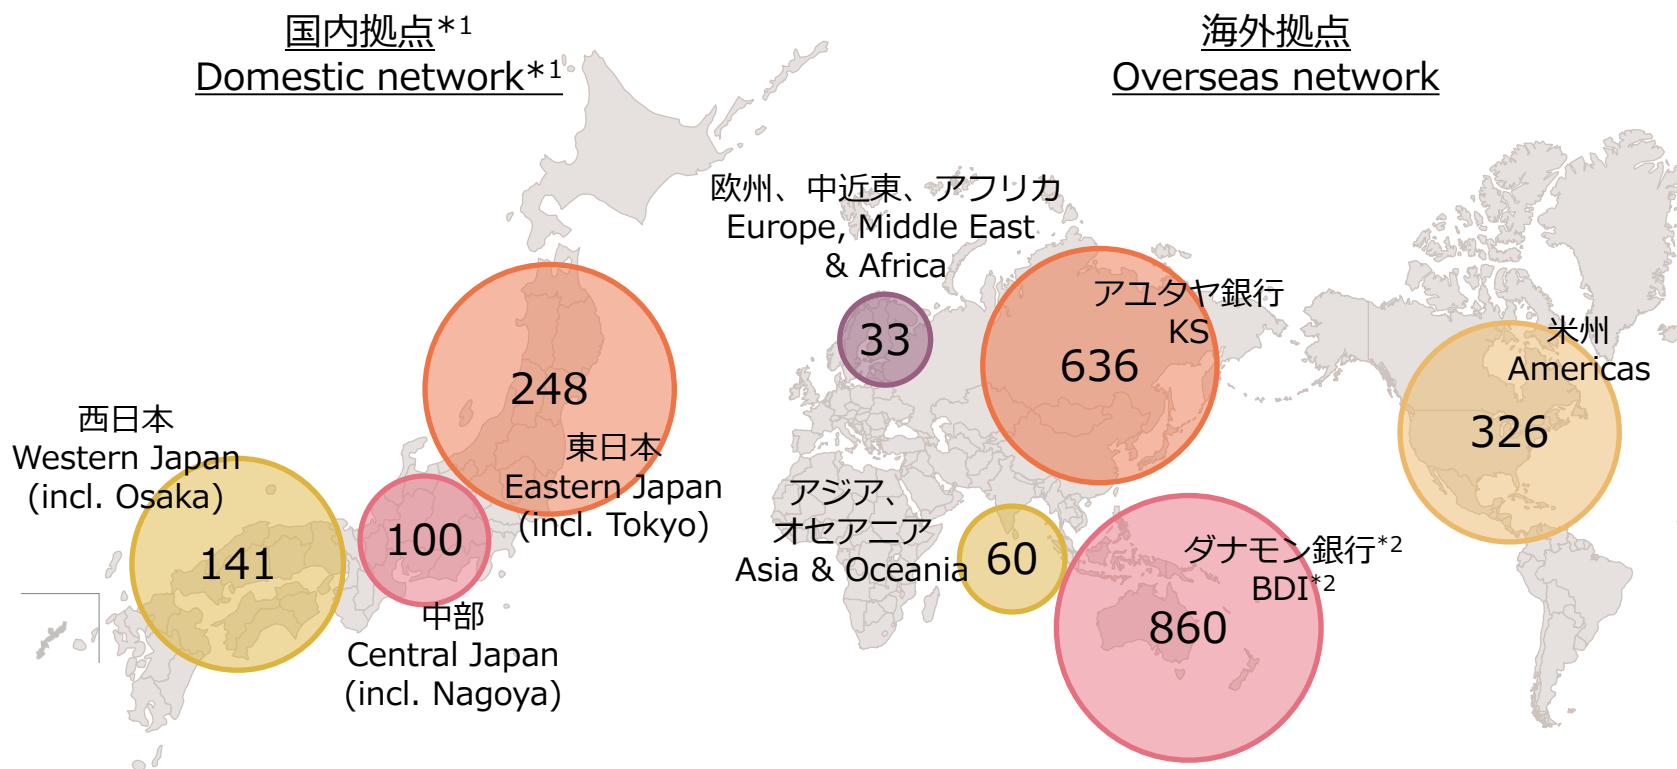 国内拠点*1
Domestic network*1
西日本
Western Japan
(incl. Osaka)
141
248
東日本
Eastern Japan
(incl. Tokyo)
100
中部
Central Japan
(incl. Nagoya)
海外拠点
Overseas network
欧州、中近東、アフリカ
Europe, Middle East
& Africa
33
アユタヤ銀行
KS
636
米州
Americas
326
アジア、
オセアニア
Asia & Oceania
60
ダナモン銀行*2
BDI*2
860